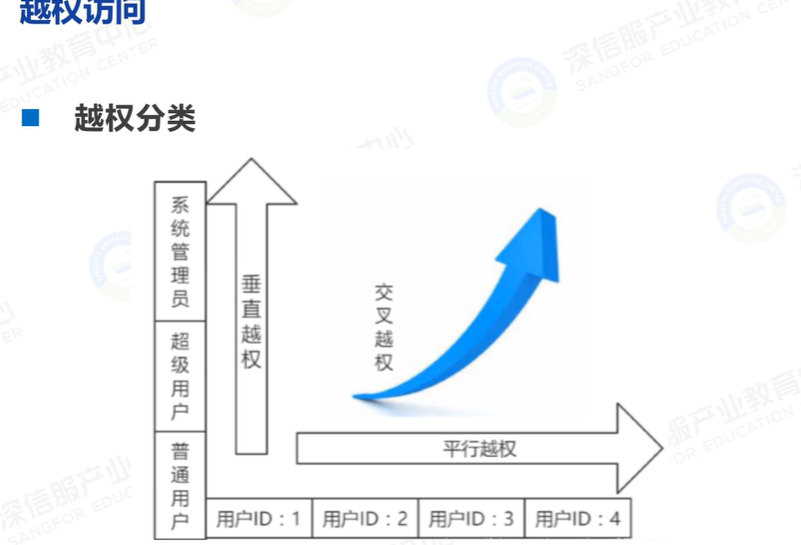 越权访问
深信服产业教育中心
SANGFOR EDUCATION CENTER
越权分类
系统管理员
超级用户
普通用户
垂直越权
交叉越权
平行越权
用户ID：1
用户ID：2
用户ID：3
用户ID：4